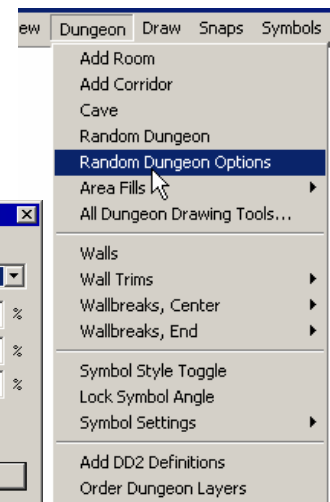 ew Dungeon Draw Snaps Symbols
Add Room
Add Corridor
Cave
Random Dungeon
Random Dungeon Options
Area Fills
All Dungeon Drawing Tools...
%
Walls
Wall Trims
%
Wallbreaks, Center
%
Wallbreaks, End
Symbol Style Toggle
Lock Symbol Angle
Symbol Settings
Add DD2 Definitions
Order Dungeon Layers